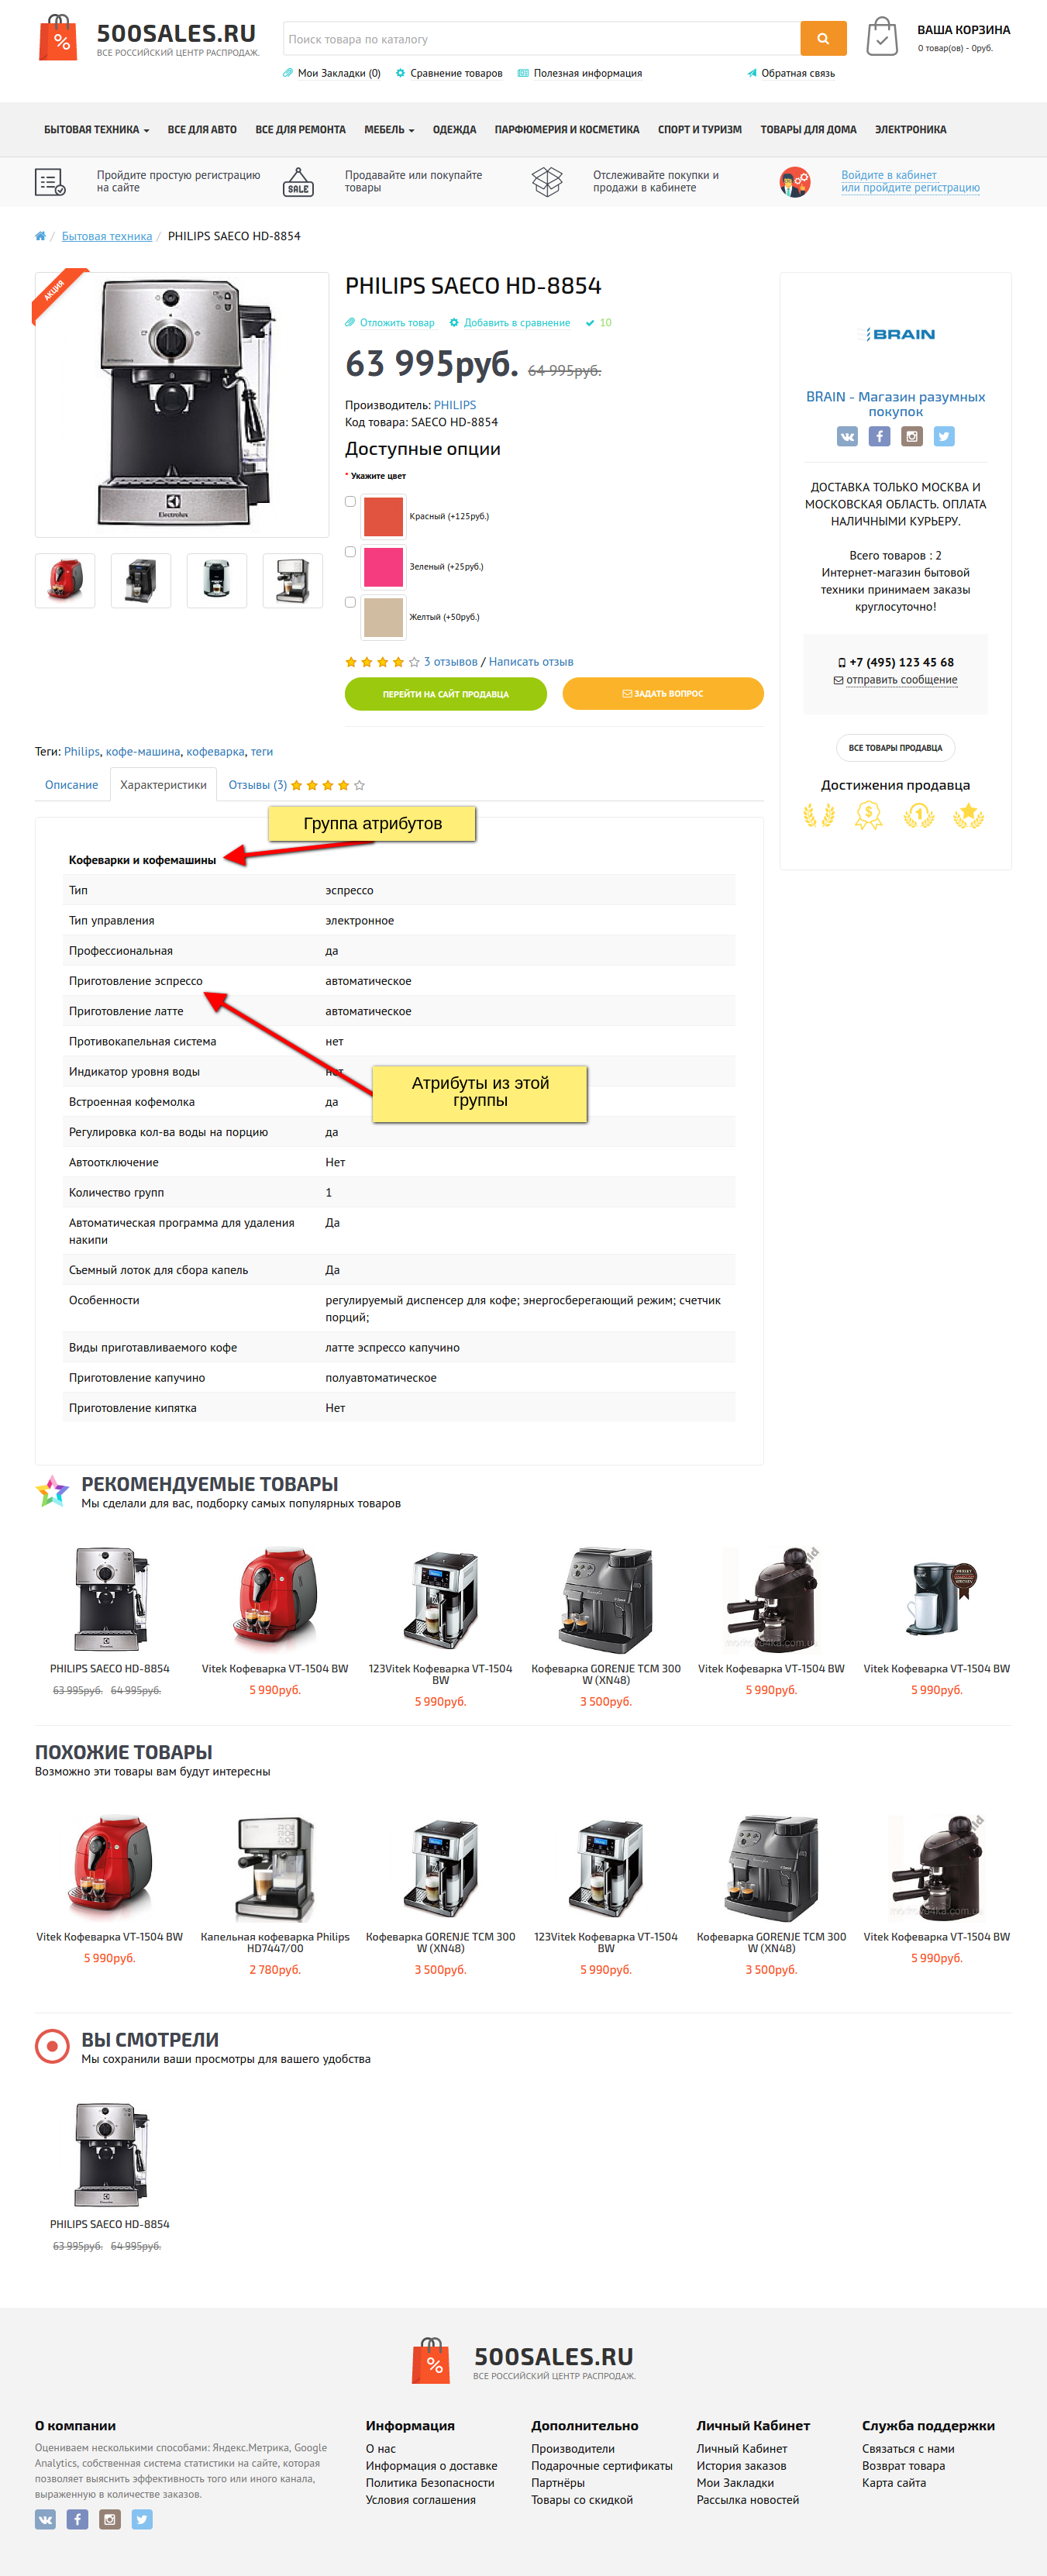 500SALES.RU
ВСЕ РОССИЙСКИЙ ЦЕНТР РАСПРОДАЖ.
Поиск товара по каталогу
ВАША КОРЗИНА
0 товар(ов) - 0руб.
Мои Закладки (0) Сравнение товаров Полезная информация Обратная связь
БЫТОВАЯ ТЕХНИКА ВСЕ ДЛЯ АВТО ВСЕ ДЛЯ РЕМОНТА МЕБЕЛЬ ОДЕЖДА ПАРФЮМЕРИЯ И КОСМЕТИКА СПОРТ И ТУРИЗМ ТОВАРЫ ДЛЯ ДОМА ЭЛЕКТРОНИКА
Пройдите простую регистрацию
на сайте
SALE
Продавайте или покупайте
товары
Отслеживайте покупки и
продажи в кабинете
Войдите в кабинет
или пройдите регистрацию
/ Бытовая техника / PHILIPS SAECO HD-8854
АКЦИЯ
Electrolux
PHILIPS SAECO HD-8854
Отложить товар Добавить в сравнение 10
63 995руб. 64 995руб.
Производитель: PHILIPS
Код товара: SAECO HD-8854
Доступные опции
* Укажите цвет
Красный (+125руб.)
Зеленый (+25руб.)
Желтый (+50руб.)
3 отзывов / Написать отзыв
ПЕРЕЙТИ НА САЙТ ПРОДАВЦА
ЗАДАТЬ ВОПРОС
BRAIN
BRAIN - Магазин разумных
покупок
ДОСТАВКА ТОЛЬКО МОСКВА И
МОСКОВСКАЯ ОБЛАСТЬ. ОПЛАТА
НАЛИЧНЫМИ КУРЬЕРУ.
Всего товаров : 2
Интернет-магазин бытовой
техники принимаем заказы
круглосуточно!
+7 (495) 123 45 68
отправить сообщение
ВСЕ ТОВАРЫ ПРОДАВЦА
Достижения продавца
Теги: Philips, кофе-машина, кофеварка, теги
Описание Характеристики Отзывы (3)
Группа атрибутов
Кофеварки и кофемашины
Тип эспрессо
Тип управления электронное
Профессиональная да
Приготовление эспрессо автоматическое
Приготовление латте автоматическое
Противокапельная система нет
Индикатор уровня воды нет
Атрибуты из этой
группы
Встроенная кофемолка да
Регулировка кол-ва воды на порцию да
Автоотключение Нет
Количество групп 1
Автоматическая программа для удаления Да
накипи
Съемный лоток для сбора капель Да
Особенности регулируемый диспенсер для кофе; энергосберегающий режим; счетчик
порций;
Виды приготавливаемого кофе латте эспрессо капучино
Приготовление капучино полуавтоматическое
Приготовление кипятка Нет
РЕКОМЕНДУЕМЫЕ ТОВАРЫ
Мы сделали для вас, подборку самых популярных товаров
PHILIPS SAECO HD-8854
63 995руб. 64 995руб.
Vitek Кофеварка VT-1504 BW
5 990руб.
123Vitek Кофеварка VT-1504
BW
5 990руб.
Кофеварка GORENJE TCM 300
W (XN48)
3 500руб.
Vitek Кофеварка VT-1504 BW
5 990руб.
Vitek Кофеварка VT-1504 BW
5 990руб.
ПОХОЖИЕ ТОВАРЫ
Возможно эти товары вам будут интересны
Vitek Кофеварка VT-1504 BW
5 990руб.
Капельная кофеварка Philips
HD7447/00
2 780руб.
Кофеварка GORENJE TCM 300
W (XN48)
3 500руб.
123Vitek Кофеварка VT-1504
BW
5 990руб.
Кофеварка GORENJE TCM 300
W (XN48)
3 500руб.
Vitek Кофеварка VT-1504 BW
5 990руб.
ВЫ СМОТРЕЛИ
Мы сохранили ваши просмотры для вашего удобства
PHILIPS SAECO HD-8854
63 995руб. 64 995руб.
500SALES.RU
ВСЕ РОССИЙСКИЙ ЦЕНТР РАСПРОДАЖ.
О компании
Оцениваем несколькими способами: Яндекс.Метрика, Google
Analytics, собственная система статистики на сайте, которая
позволяет выяснить эффективность того или иного канала,
выраженную в количестве заказов.
Информация
О нас
Информация о доставке
Политика Безопасности
Условия соглашения
Дополнительно
Производители
Подарочные сертификаты
Партнёры
Товары со скидкой
Личный Кабинет
Личный Кабинет
История заказов
Мои Закладки
Рассылка новостей
Служба поддержки
Связаться с нами
Возврат товара
Карта сайта